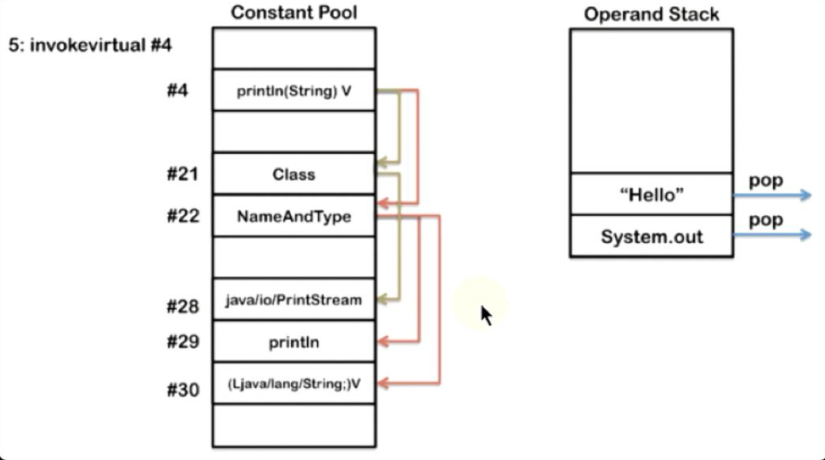 Constant Pool
Operand Stack
5: invokevirtual #4
#4
println(String) V
#21
Class
#22
NameAndType
#28
java/io/PrintStream
#29
println
#30
(Ljava/lang/String;)V
“Hello”
pop
System.out
pop